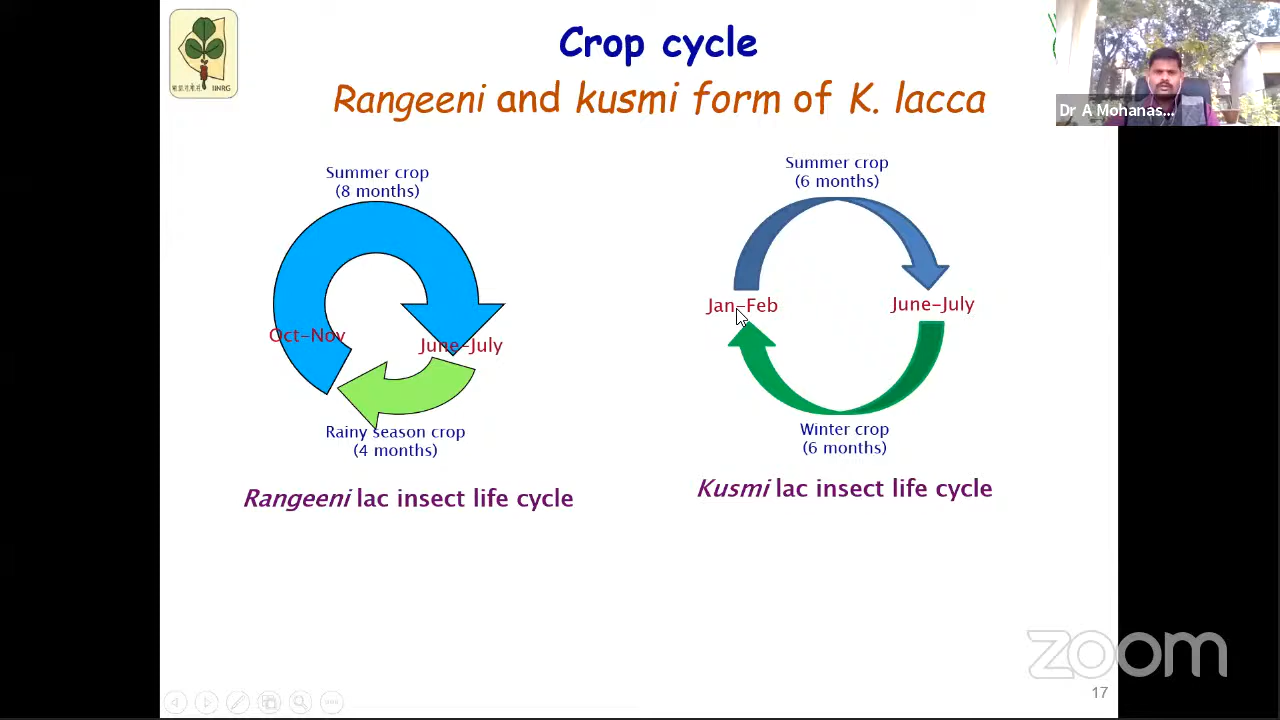 Crop cycle
Rangeeni and kusmi form of K. lacca
IINRG
Dr A Mohanas...
Summer crop
(8 months)
Oct-Nov
June-July
Rainy season crop
(4 months)
Rangeeni lac insect life cycle
Summer crop
(6 months)
Jan-Feb
June-July
Winter crop
(6 months)
Kusmi lac insect life cycle
zoom
17